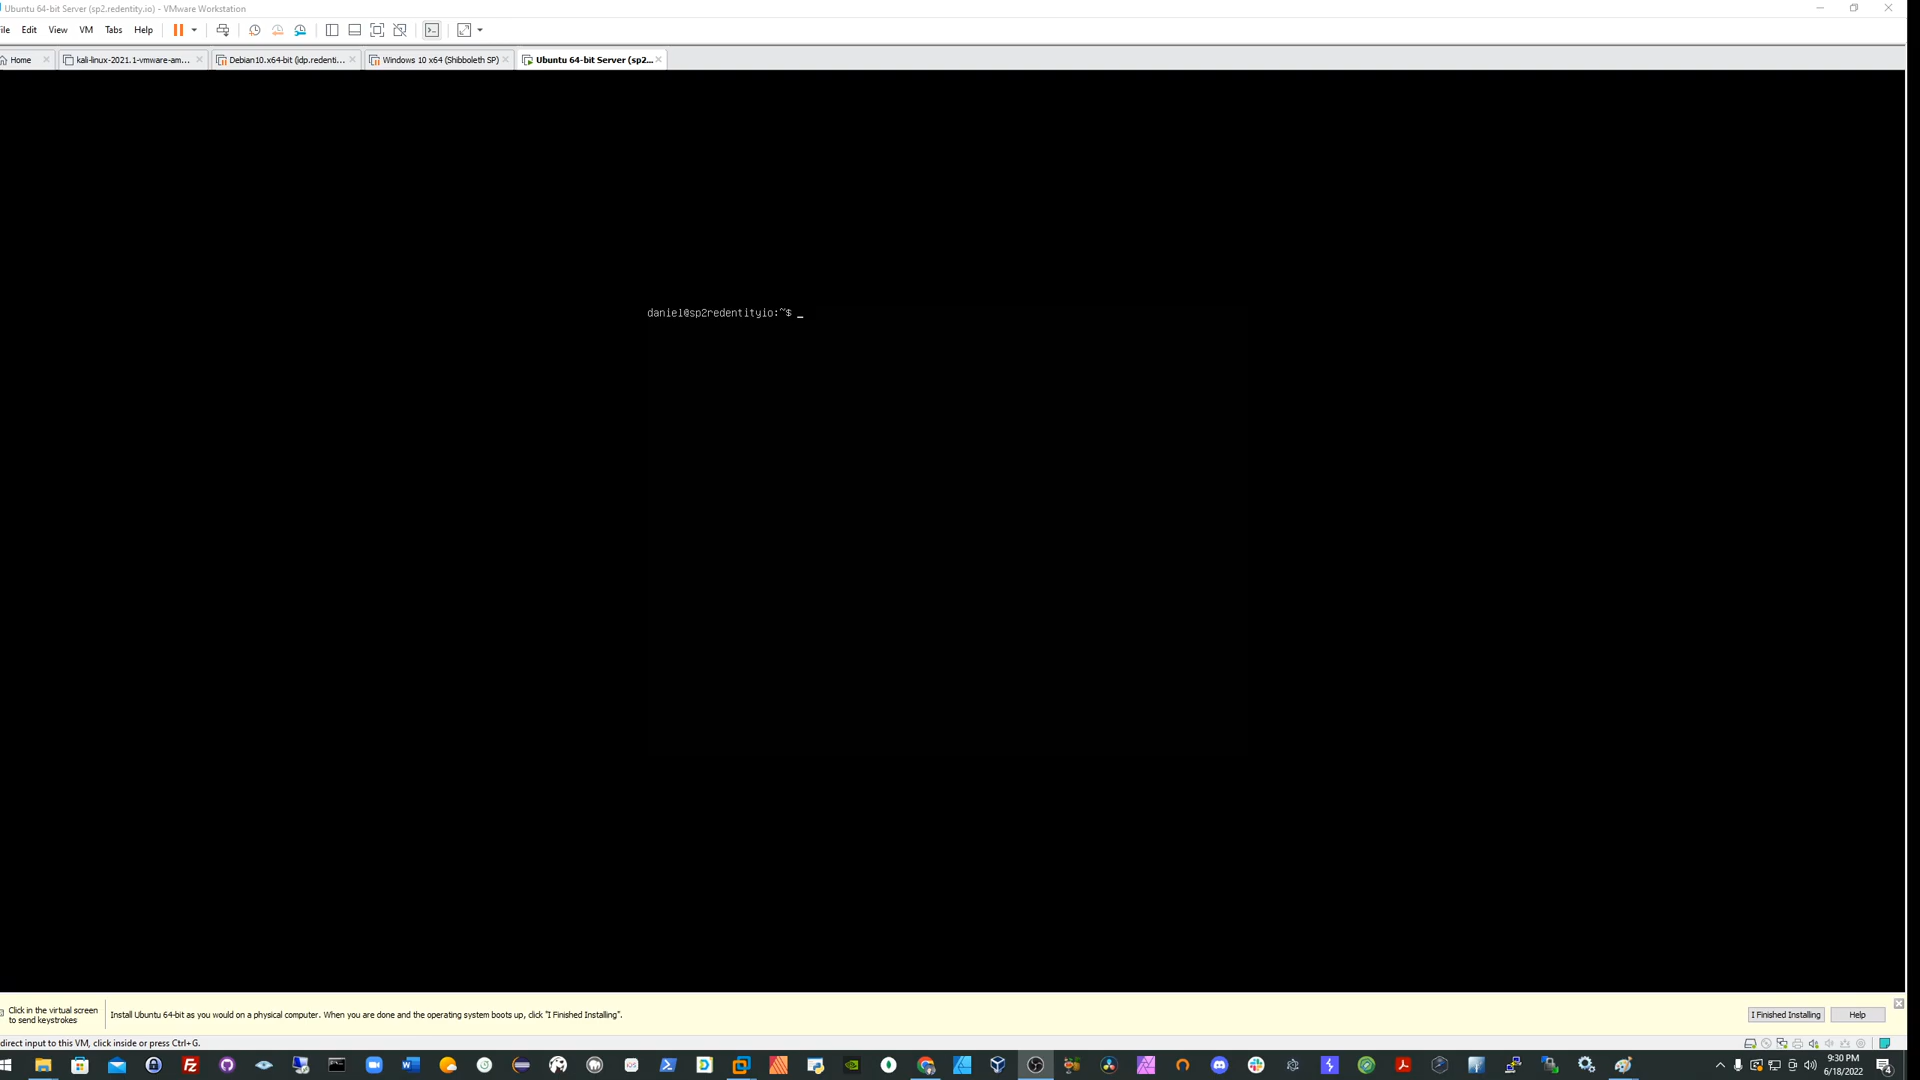 Ubuntu 64-bit Server (sp2.redentity.io) - VMware Workstation
ile Edit View VM Tabs Help
Home kali-linux-2021.1-vmware-am... Debian10.x64-bit (idp.redenti... Windows 10 x64 (Shibboleth SP) Ubuntu 64-bit Server (sp2...
daniel@sp2redentityio:~$ _
Click in the virtual screen
to send keystrokes
Install Ubuntu 64-bit as you would on a physical computer. When you are done and the operating system boots up, click "I Finished Installing".
I Finished Installing Help
direct input to this VM, click inside or press Ctrl+G.
9:30 PM
6/18/2022